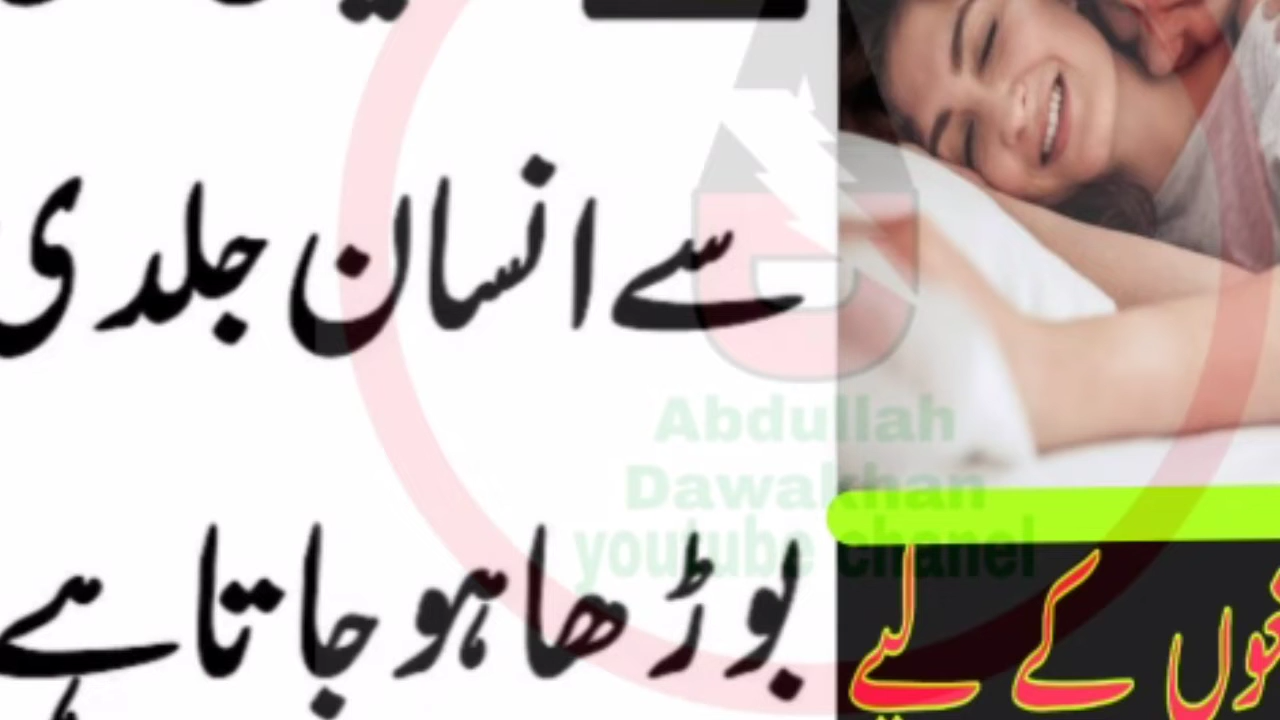 سے انسان جلدی
بوڑھا ہو جاتا ہے
Abdullah
Dawakhan
youtube chanel
کے لیے